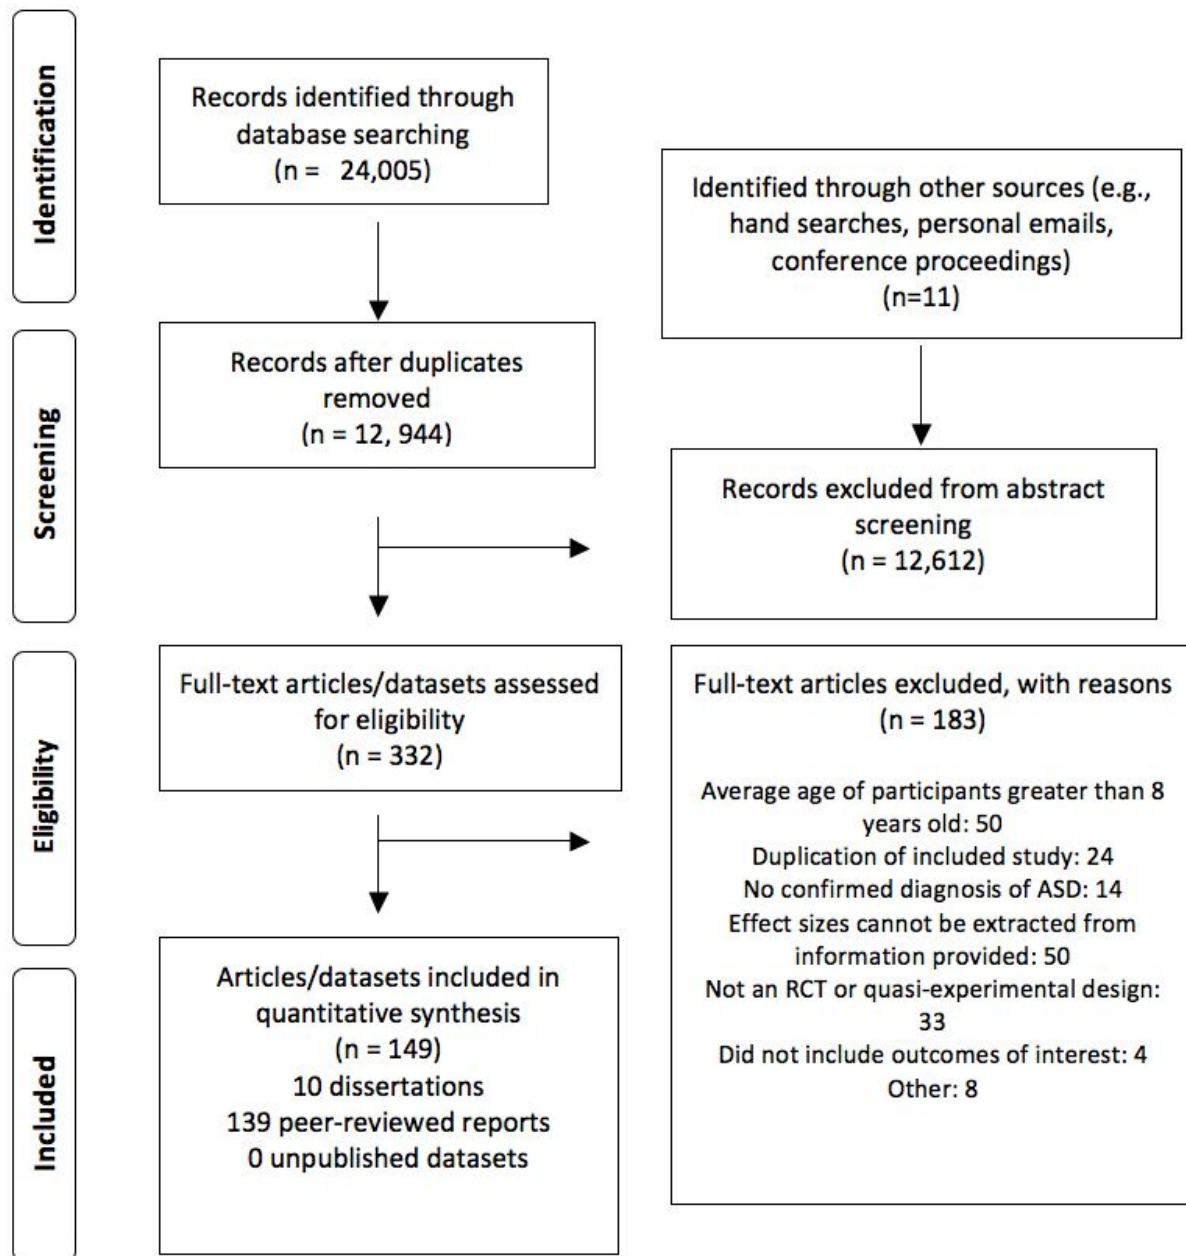 Identification
Records identified through
database searching
(n =   24,005)
Identified through other sources (e.g.,
hand searches, personal emails,
conference proceedings)
(n=11)
Screening
Records after duplicates
removed
(n = 12, 944)
Records excluded from abstract
screening
(n = 12,612)
Eligibility
Full-text articles/datasets assessed
for eligibility
(n = 332)
Full-text articles excluded, with reasons
(n = 183)
Average age of participants greater than 8
years old: 50
Duplication of included study: 24
No confirmed diagnosis of ASD: 14
Effect sizes cannot be extracted from
information provided: 50
Not an RCT or quasi-experimental design:
33
Did not include outcomes of interest: 4
Other: 8
Included
Articles/datasets included in
quantitative synthesis
(n = 149)
10 dissertations
139 peer-reviewed reports
0 unpublished datasets